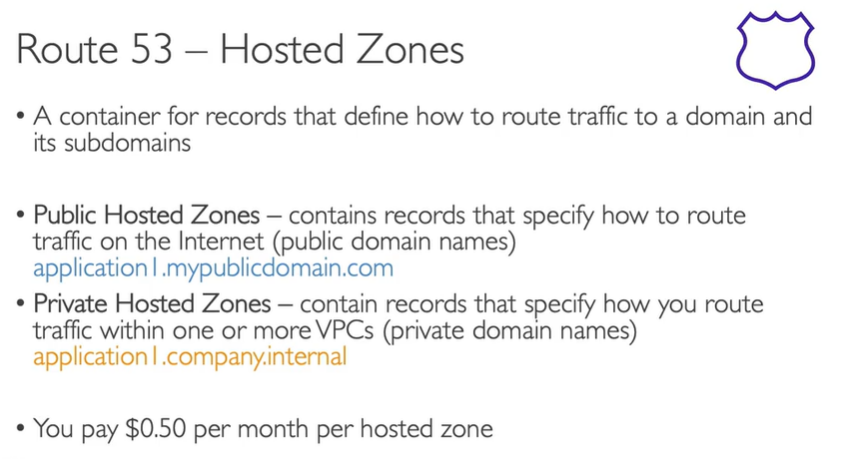 Route 53 – Hosted Zones
• A container for records that define how to route traffic to a domain and
its subdomains
• Public Hosted Zones – contains records that specify how to route
traffic on the Internet (public domain names)
application1.mypublicdomain.com
• Private Hosted Zones – contain records that specify how you route
traffic within one or more VPCs (private domain names)
application1.company.internal
• You pay $0.50 per month per hosted zone